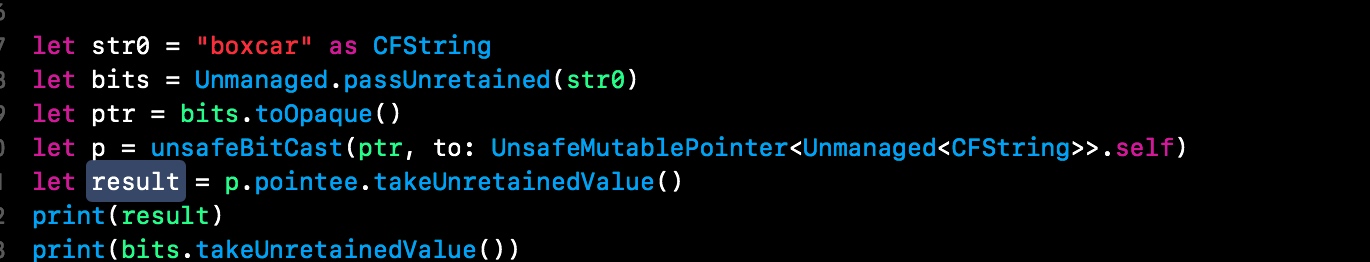 6
7 let str0 = "boxcar" as CFString
8 let bits = Unmanaged.passUnretained(str0)
9 let ptr = bits.toOpaque()
0 let p = unsafeBitCast(ptr, to: UnsafeMutablePointer<Unmanaged<CFString>>.self)
1 let result = p.pointee.takeUnretainedValue()
2 print(result)
3 print(bits.takeUnretainedValue())